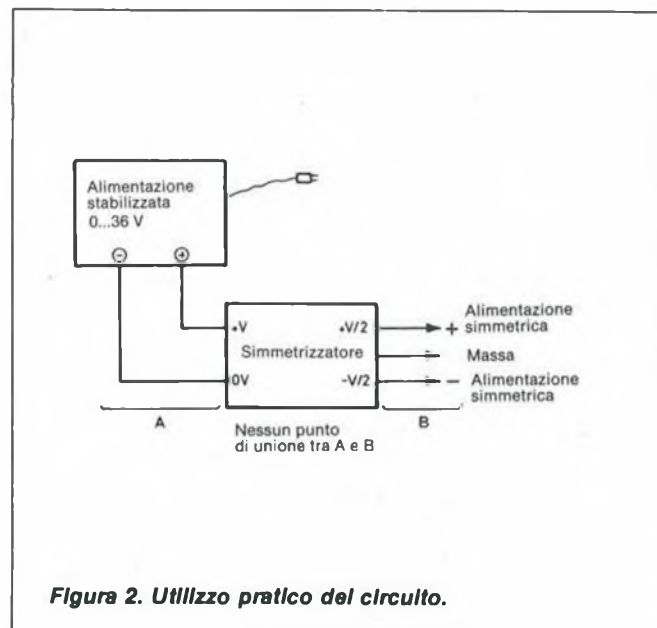 Alimentazione
stabilizzata
0...36 V
⊖ ⊕
+V +V/2
Simmetrizzatore
0V -V/2
+ Alimentazione
simmetrica
Massa
− Alimentazione
simmetrica
A
B
Nessun punto
di unione tra A e B
Figura 2. Utilizzo pratico del circuito.